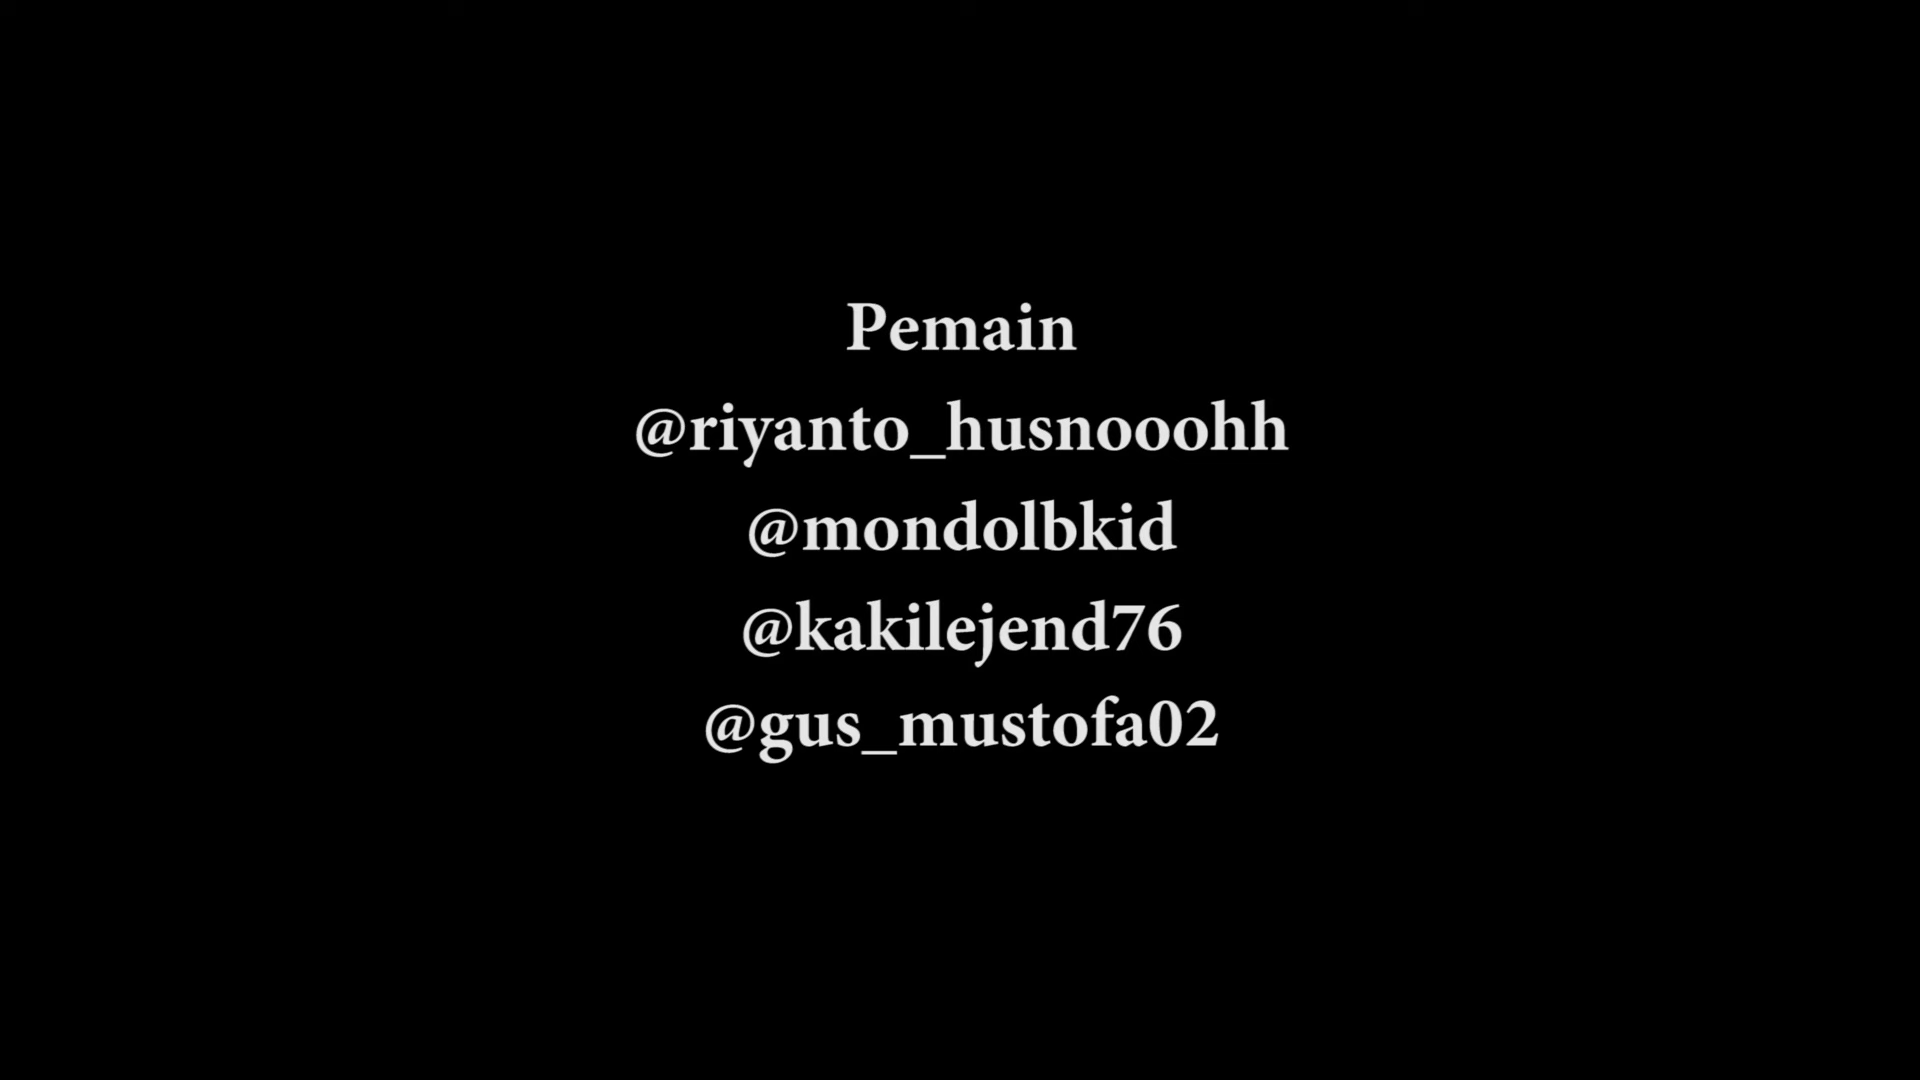 Pemain
@riyanto_husnooohh
@mondolbkid
@kakilejend76
@gus_mustofa02